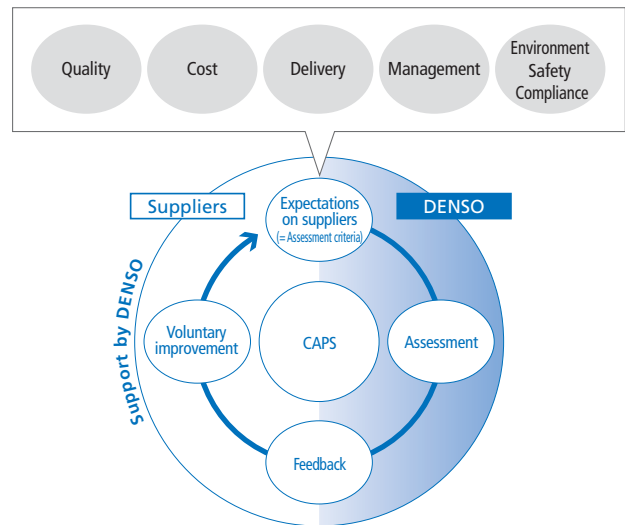 Quality
Cost
Delivery
Management
Environment
Safety
Compliance
Suppliers
DENSO
Expectations
on suppliers
(= Assessment criteria)
Support by DENSO
Voluntary
improvement
CAPS
Assessment
Feedback